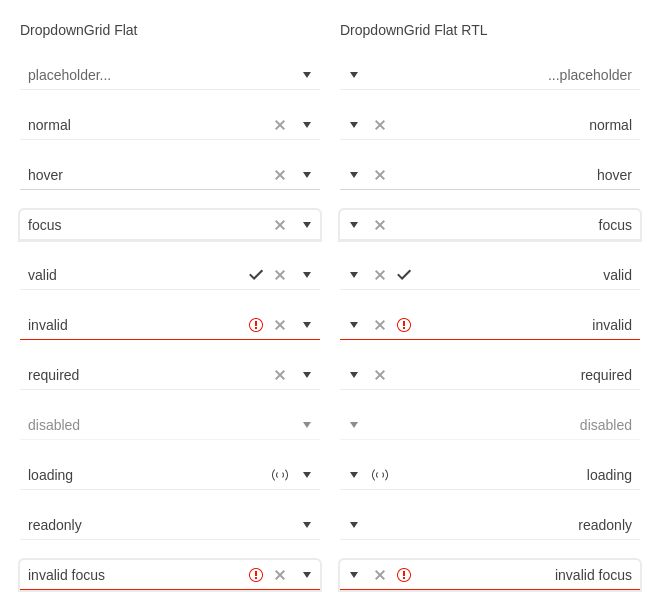 DropdownGrid Flat
placeholder...
normal
hover
focus
valid
invalid
required
disabled
loading
readonly
invalid focus
DropdownGrid Flat RTL
...placeholder
normal
hover
focus
valid
invalid
required
disabled
loading
readonly
invalid focus